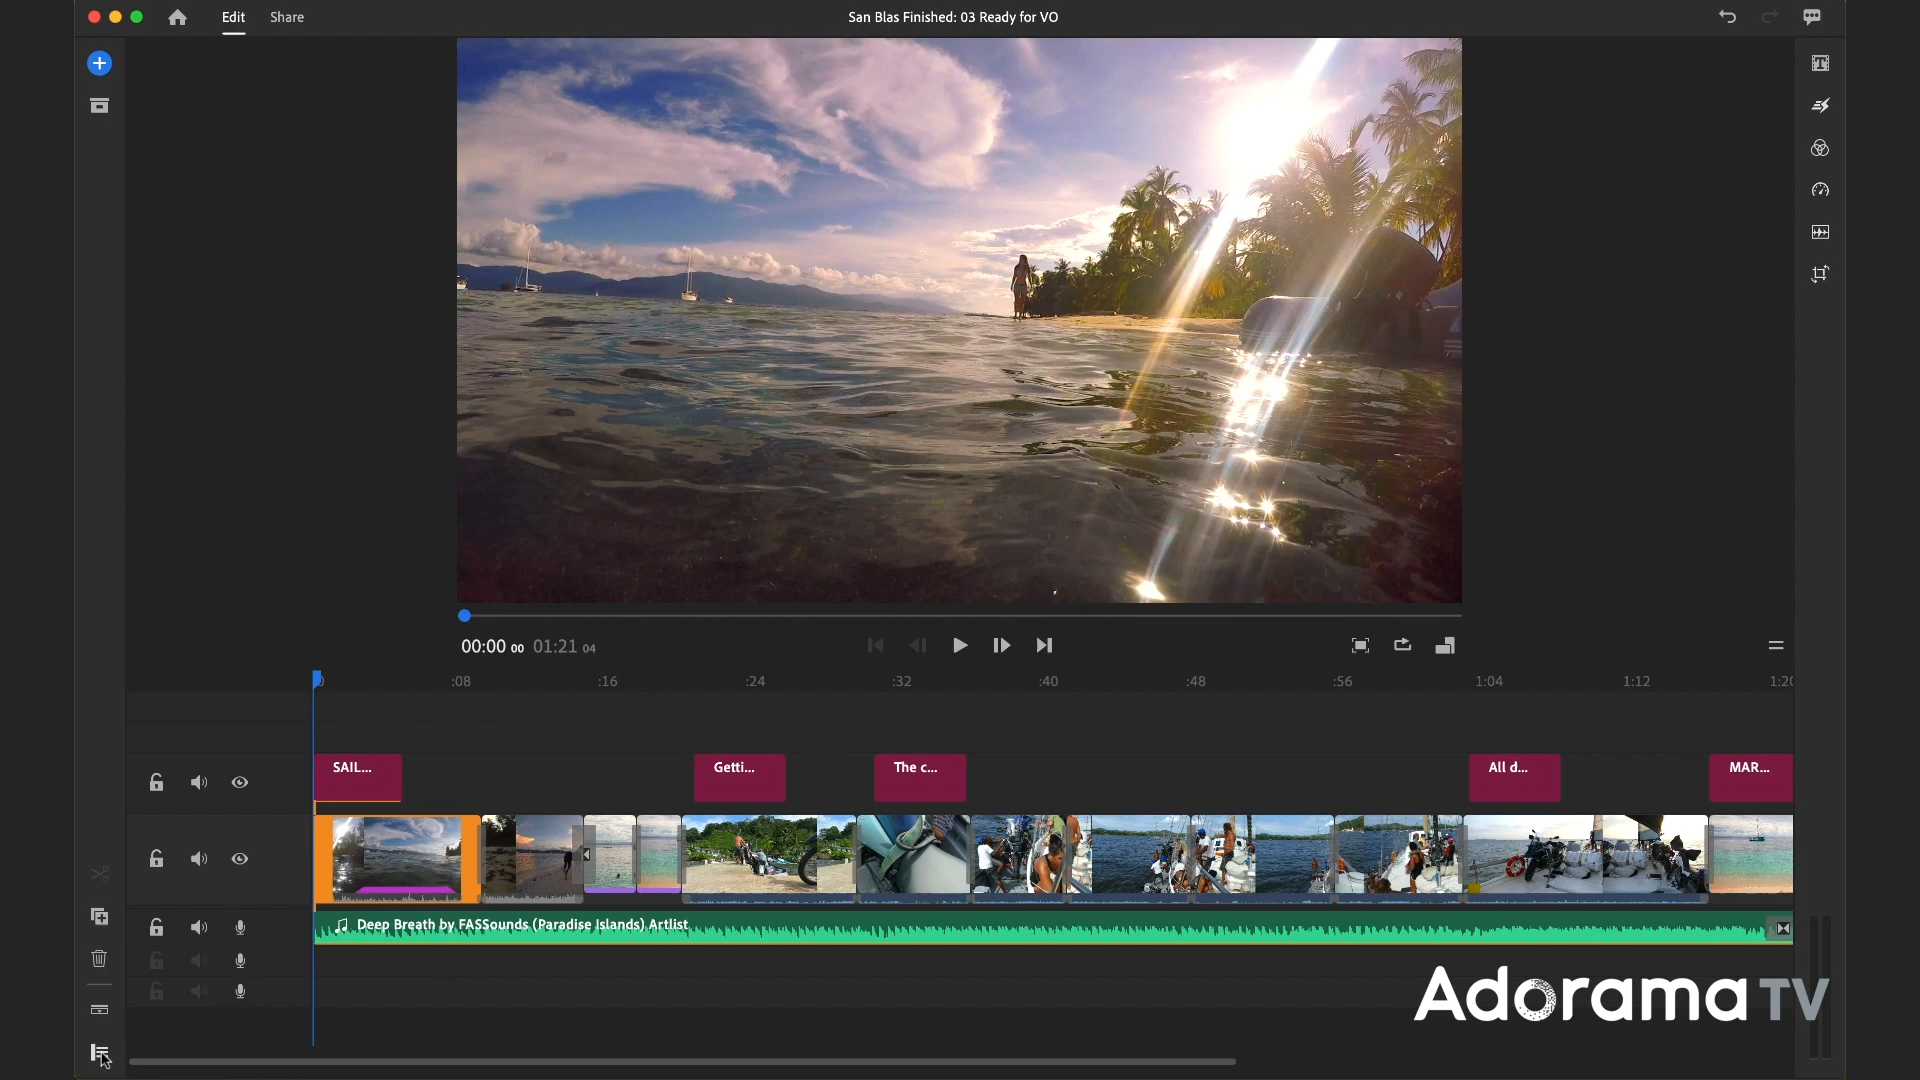 Edit
Share
San Blas Finished: 03 Ready for VO
00:00 00
01:21 04
:08
:16
:24
:32
:40
:48
:56
1:04
1:12
SAIL...
Getti...
The c...
All d...
MAR...
Deep Breath by FASSounds (Paradise Islands) Artlist
Adorama TV